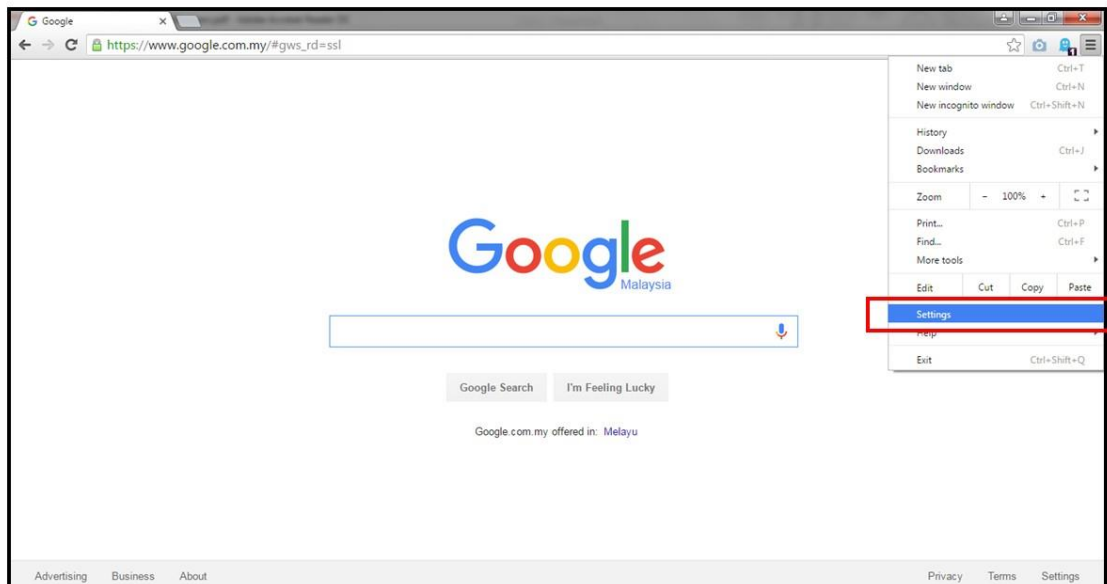 G Google
https://www.google.com.my/#gws_rd=ssl
1
New tab Ctrl+T
New window Ctrl+N
New incognito window Ctrl+Shift+N
History
Downloads Ctrl+J
Bookmarks
Zoom - 100% +
Print... Ctrl+P
Find... Ctrl+F
More tools
Edit Cut Copy Paste
Settings
Help
Exit Ctrl+Shift+Q
Google
Malaysia
Google Search I'm Feeling Lucky
Google.com.my offered in: Melayu
Advertising Business About Privacy Terms Settings